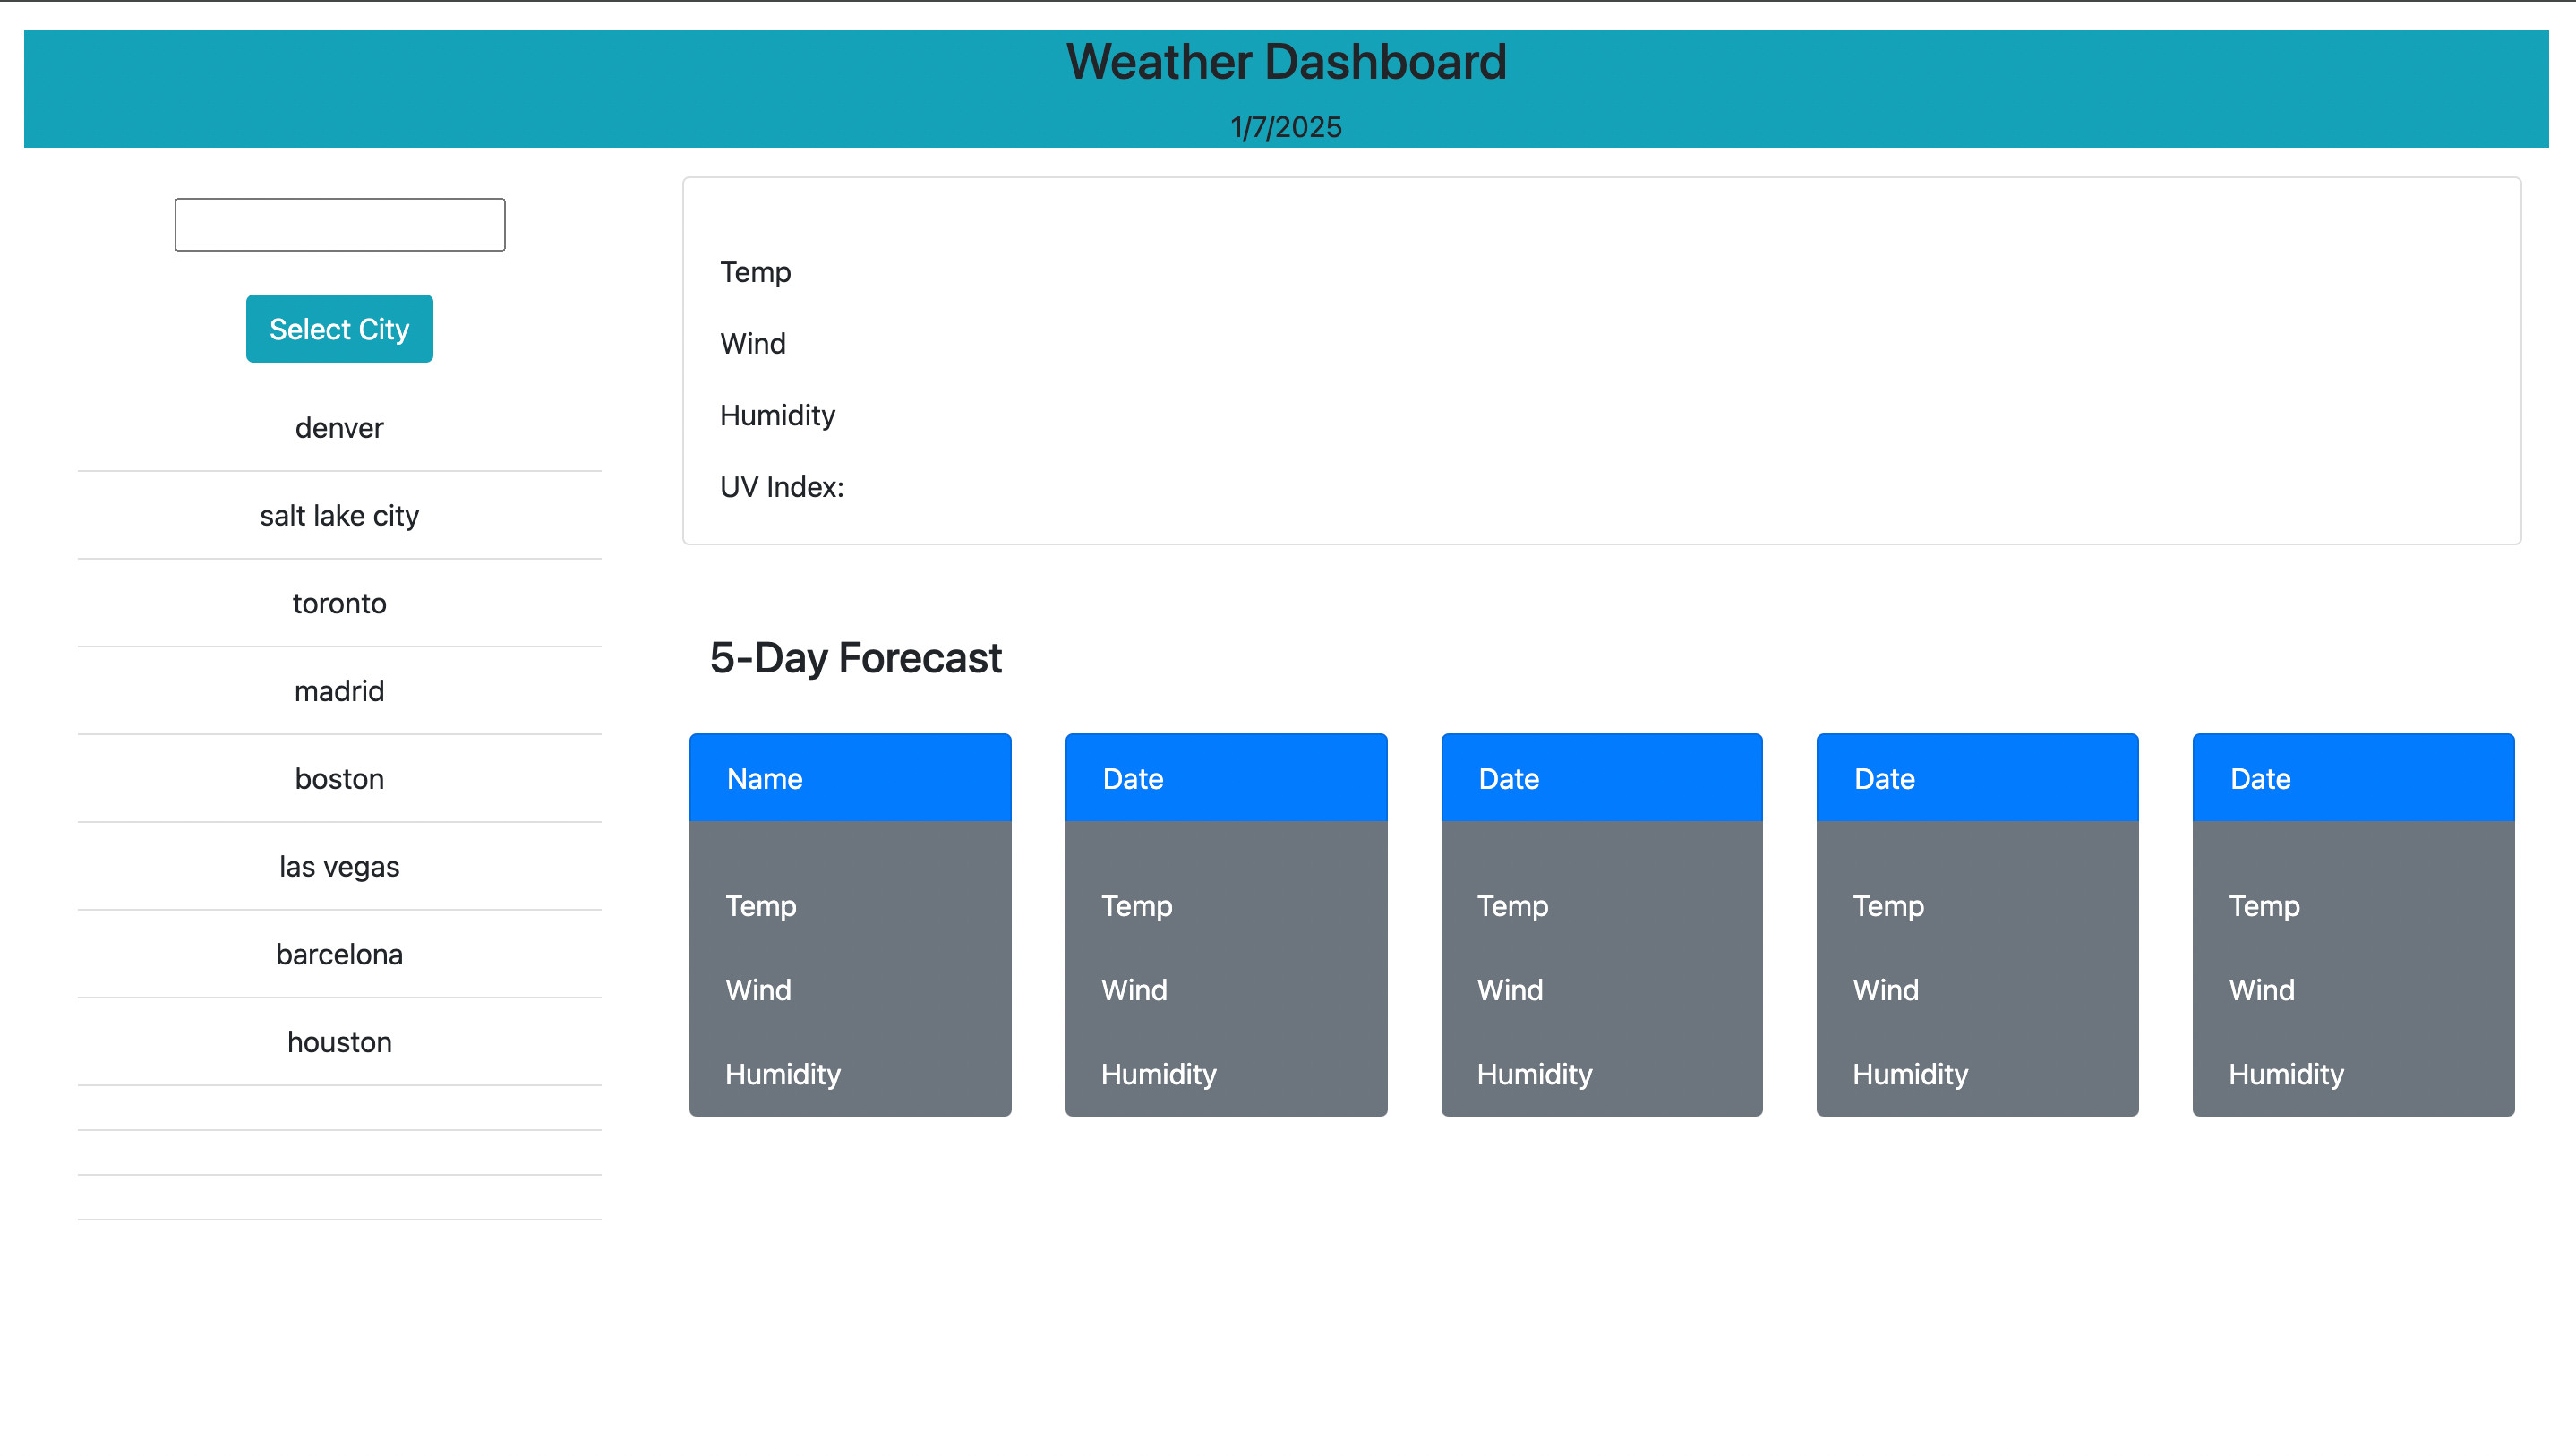 Weather Dashboard
1/7/2025
Select City
denver
salt lake city
toronto
madrid
boston
las vegas
barcelona
houston
Temp
Wind
Humidity
UV Index:
5-Day Forecast
Name
Temp
Wind
Humidity
Date
Temp
Wind
Humidity
Date
Temp
Wind
Humidity
Date
Temp
Wind
Humidity
Date
Temp
Wind
Humidity